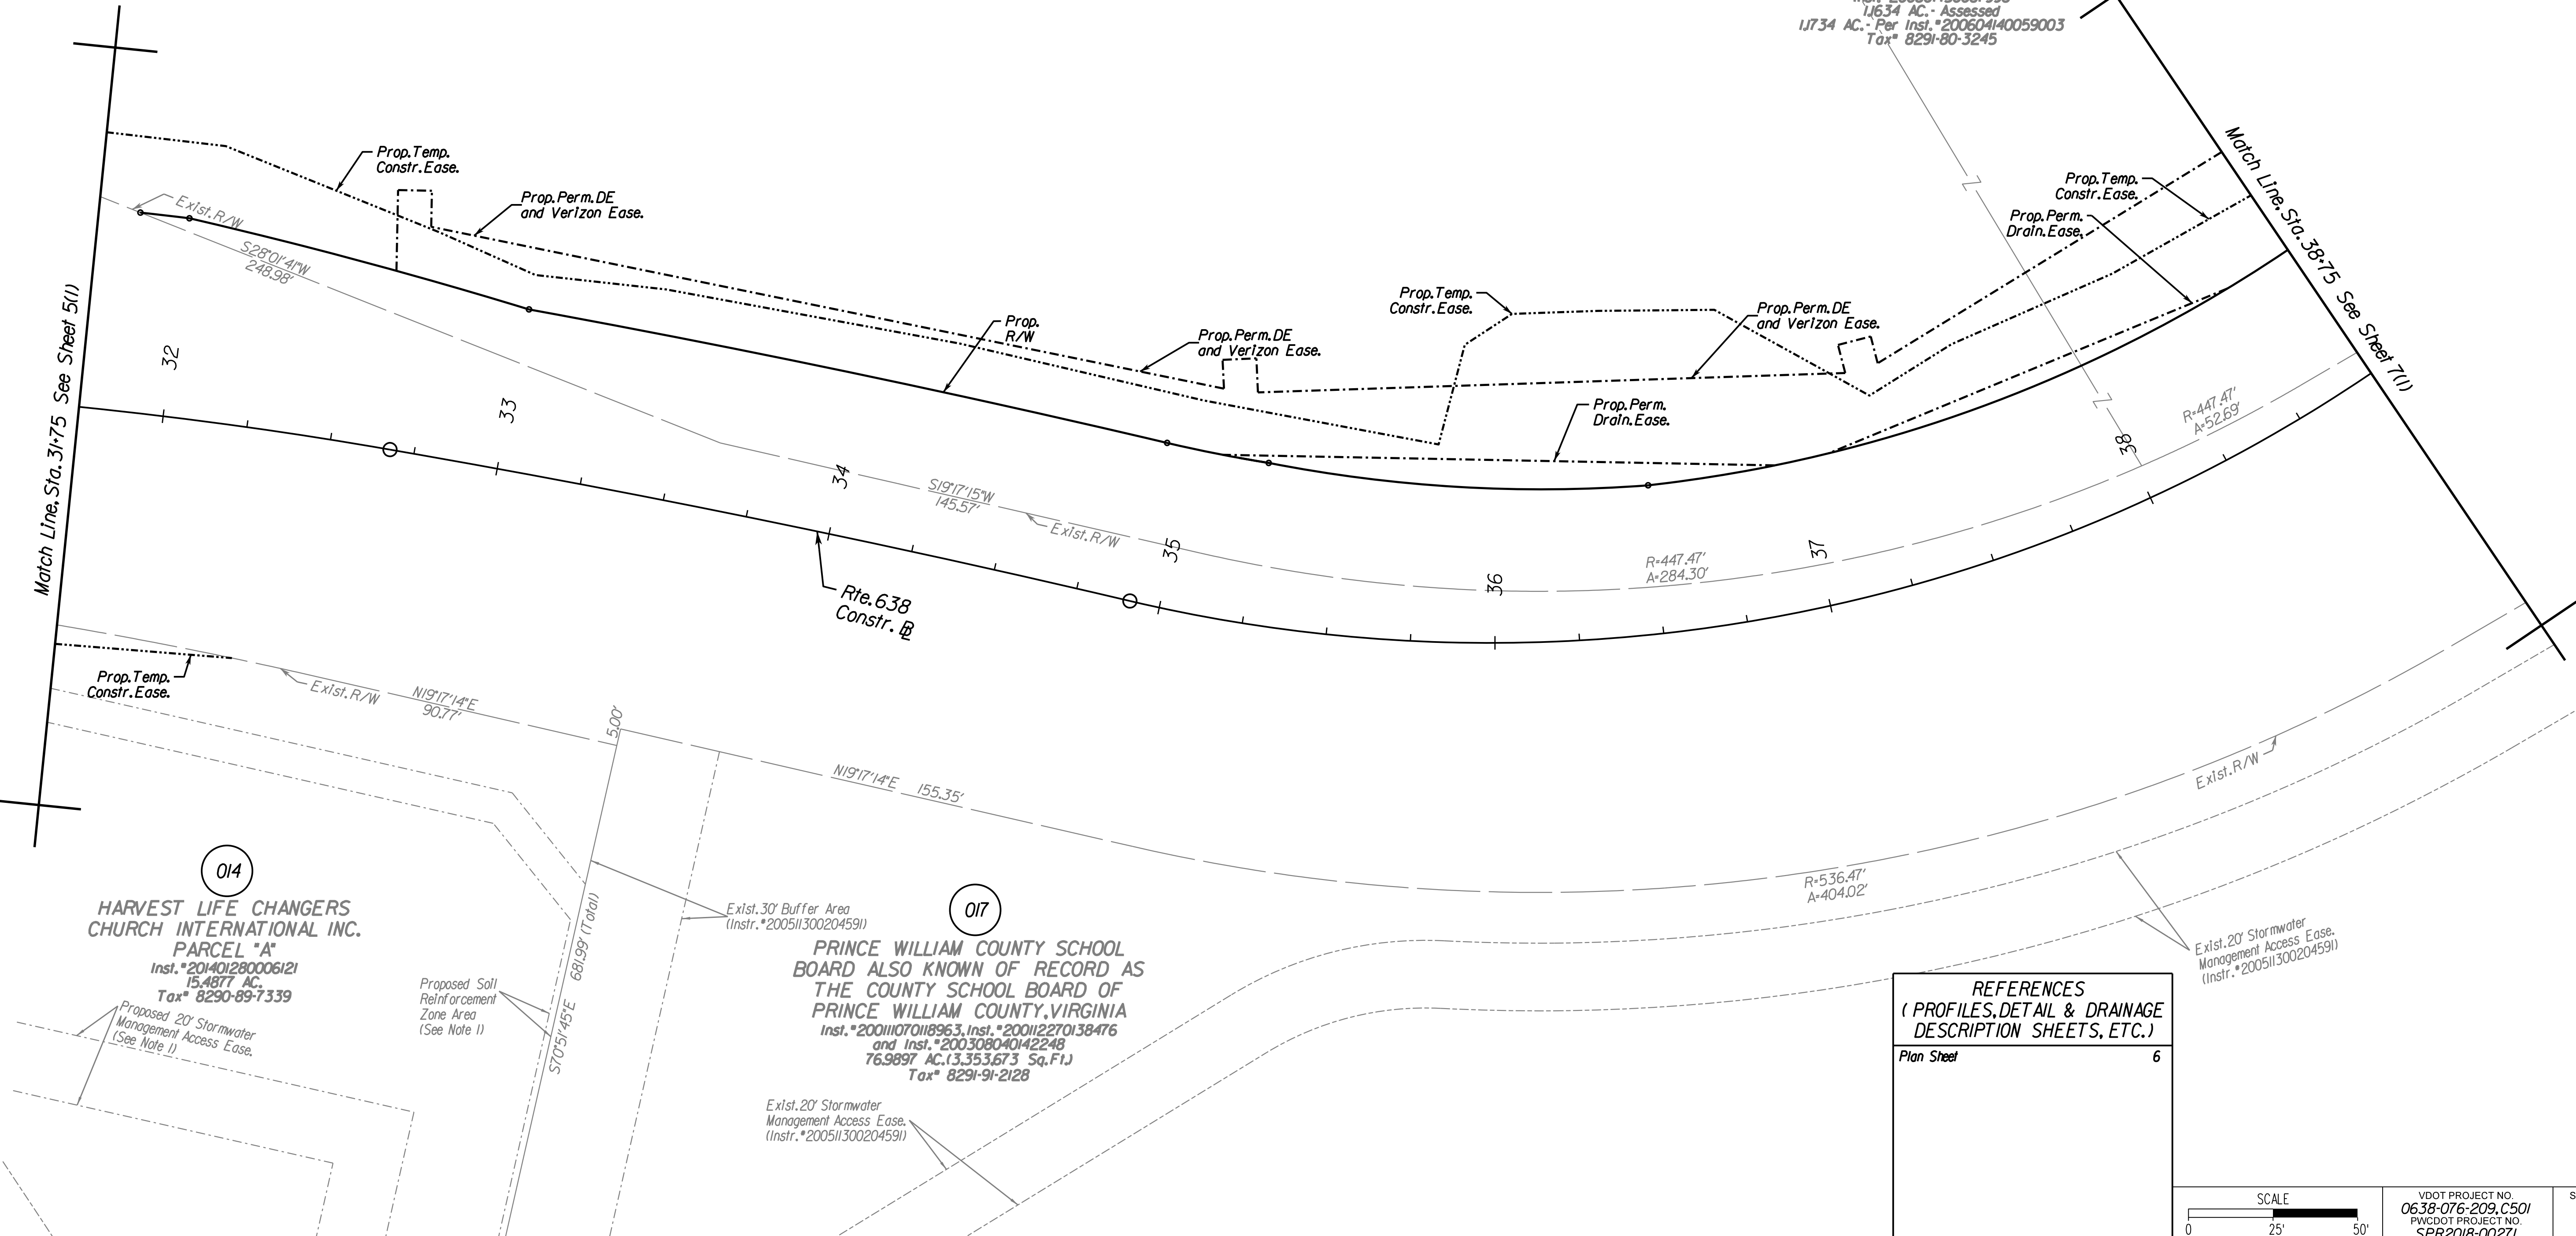 1.1634 AC.- Assessed
1.1734 AC.- Per Inst.#200604140059003
Tax# 8291-80-3245
Match Line, Sta. 31+75 See Sheet 5(1)
Match Line, Sta. 38+75 See Sheet 7(1)
Prop.Temp.
Constr.Ease.
Prop.Perm.DE
and Verizon Ease.
Exist.R/W
S28°01'41"W
248.98'
Prop.
R/W
Prop.Perm.DE
and Verizon Ease.
Prop.Temp.
Constr.Ease.
Prop.Perm.DE
and Verizon Ease.
Prop.Perm.
Drain.Ease.
Prop.Temp.
Constr.Ease.
Prop.Perm.
Drain.Ease.
32
33
34
35
36
37
38
S19°17'15"W
145.57'
Exist.R/W
R=447.47'
A=284.30'
R=447.47'
A=52.69'
Rte.638
Constr. BL
Prop.Temp.
Constr.Ease.
Exist.R/W
N19°17'14"E
90.77'
5.00'
N19°17'14"E 155.35'
Exist.R/W
R=536.47'
A=404.02'
014
HARVEST LIFE CHANGERS
CHURCH INTERNATIONAL INC.
PARCEL "A"
Inst.#201401280006121
15.4877 AC.
Tax# 8290-89-7339
Proposed 20' Stormwater
Management Access Ease.
(See Note 1)
Proposed Soil
Reinforcement
Zone Area
(See Note 1)
S70°51'45"E 681.99' (Total)
Exist.30' Buffer Area
(Instr.#200511300204591)
017
PRINCE WILLIAM COUNTY SCHOOL
BOARD ALSO KNOWN OF RECORD AS
THE COUNTY SCHOOL BOARD OF
PRINCE WILLIAM COUNTY,VIRGINIA
Inst.#200111070118963,Inst.#200112270138476
and Inst.#200308040142248
76.9897 AC.(3,353,673 Sq.Ft.)
Tax# 8291-91-2128
Exist.20' Stormwater
Management Access Ease.
(Instr.#200511300204591)
Exist.20' Stormwater
Management Access Ease.
(Instr.#200511300204591)
REFERENCES
(PROFILES,DETAIL & DRAINAGE
DESCRIPTION SHEETS,ETC.)
Plan Sheet 6
SCALE
0 25' 50'
VDOT PROJECT NO.
0638-076-209,C501
PWCDOT PROJECT NO.
SPR2018-00271